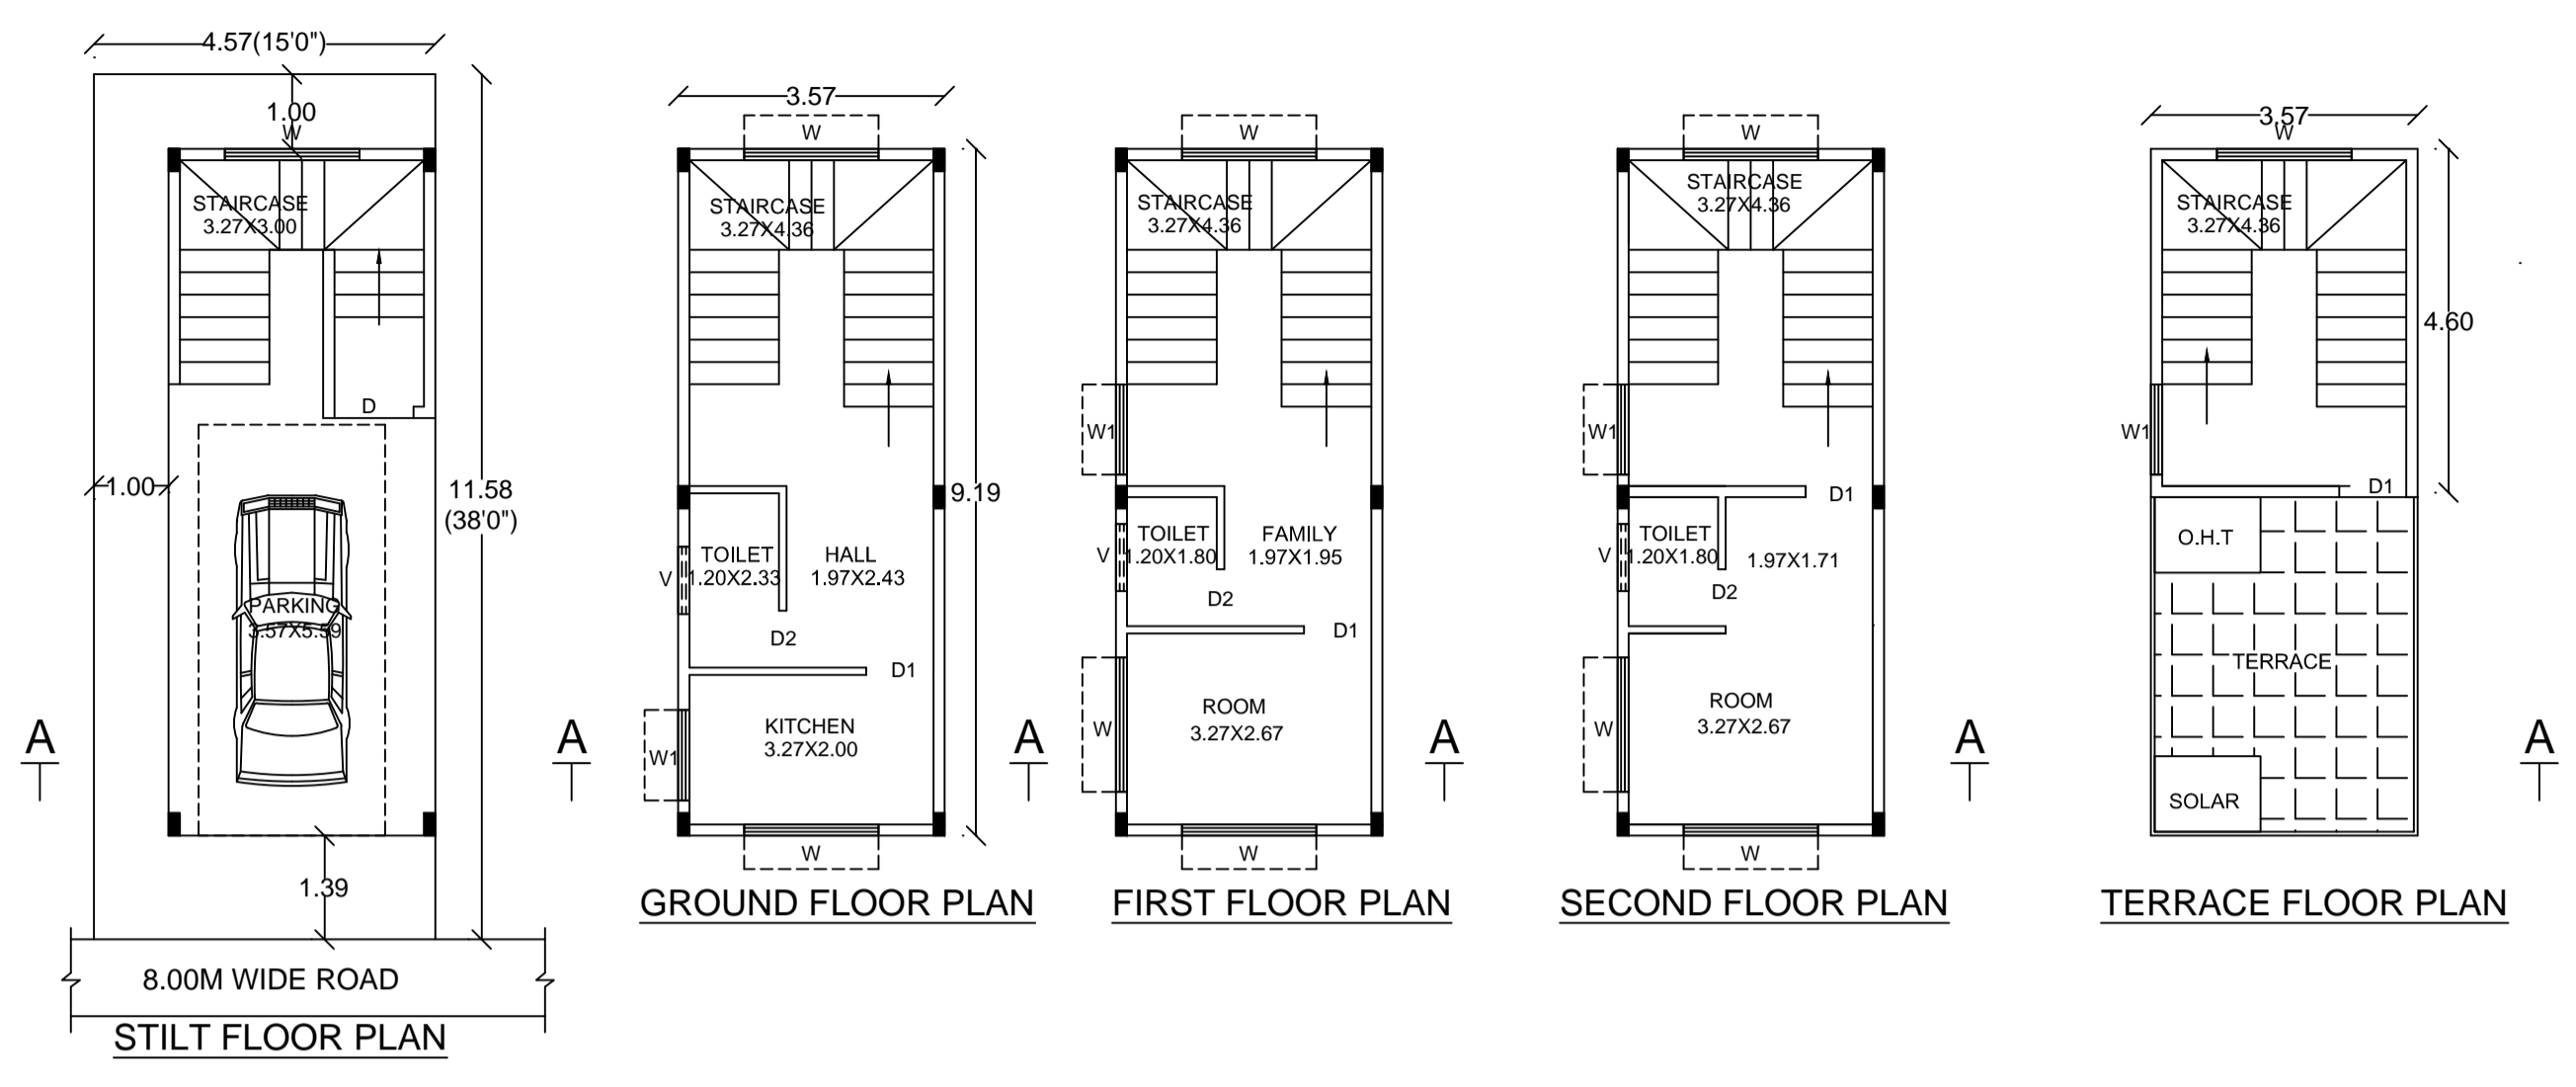 4.57(15'0")
1.00
W
STAIRCASE
3.27X3.00
D
1.00
11.58
(38'0")
PARKING
3.57X5.59
A
A
1.39
8.00M WIDE ROAD
STILT FLOOR PLAN
3.57
W
STAIRCASE
3.27X4.36
9.19
TOILET
1.20X2.33
HALL
1.97X2.43
V
D2
D1
KITCHEN
3.27X2.00
W1
W
A
GROUND FLOOR PLAN
W
STAIRCASE
3.27X4.36
W1
TOILET
1.20X1.80
FAMILY
1.97X1.95
V
D2
D1
ROOM
3.27X2.67
W
W
A
FIRST FLOOR PLAN
W
STAIRCASE
3.27X4.36
W1
D1
TOILET
1.20X1.80
1.97X1.71
V
D2
ROOM
3.27X2.67
W
W
A
SECOND FLOOR PLAN
3.57
W
STAIRCASE
3.27X4.36
4.60
W1
D1
O.H.T
TERRACE
SOLAR
A
TERRACE FLOOR PLAN